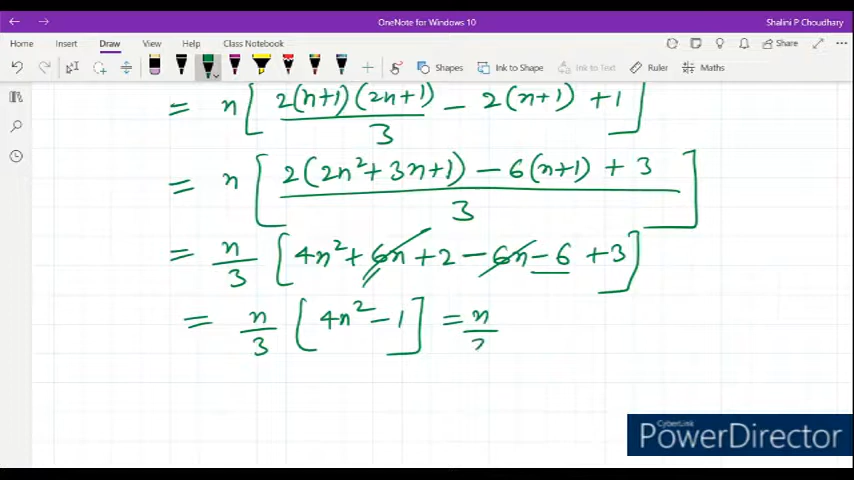 OneNote for Windows 10
Shalini P Choudhary
Home Insert Draw View Help Class Notebook Share
Shapes Ink to Shape Ink to Text Ruler Maths
= n[ 2(n+1)(2n+1)/3 − 2(n+1) + 1 ]
= n[ (2(2n²+3n+1) − 6(n+1) + 3)/3 ]
= n/3 [ 4n² + 6n + 2 − 6n − 6 + 3 ]
= n/3 [ 4n² − 1 ] = n/
CyberLink
PowerDirector